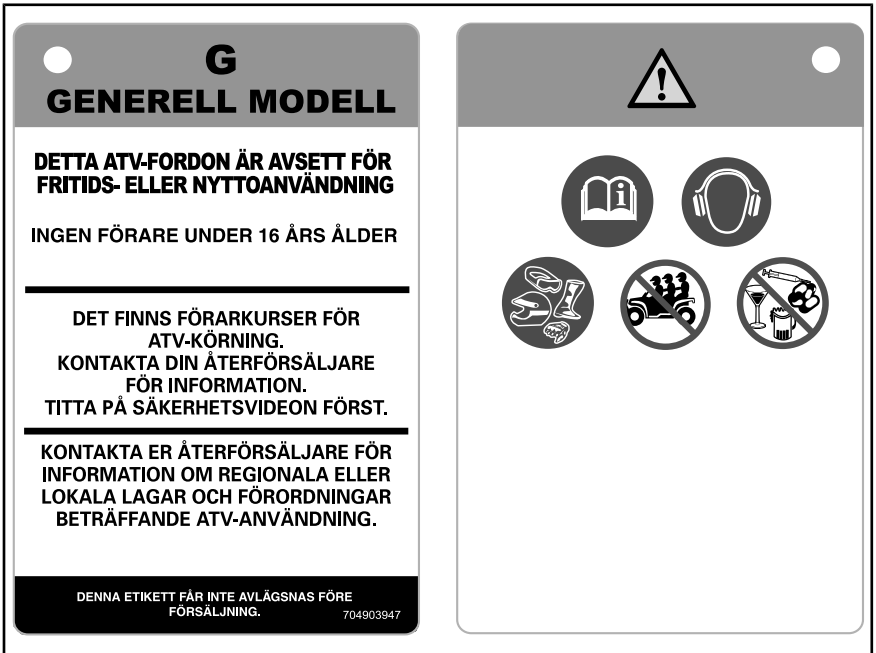 G
GENERELL MODELL
DETTA ATV-FORDON ÄR AVSETT FÖR
FRITIDS- ELLER NYTTOANVÄNDNING
INGEN FÖRARE UNDER 16 ÅRS ÅLDER
DET FINNS FÖRARKURSER FÖR
ATV-KÖRNING.
KONTAKTA DIN ÅTERFÖRSÄLJARE
FÖR INFORMATION.
TITTA PÅ SÄKERHETSVIDEON FÖRST.
KONTAKTA ER ÅTERFÖRSÄLJARE FÖR
INFORMATION OM REGIONALA ELLER
LOKALA LAGAR OCH FÖRORDNINGAR
BETRÄFFANDE ATV-ANVÄNDNING.
DENNA ETIKETT FÅR INTE AVLÄGSNAS FÖRE
FÖRSÄLJNING.
704903947